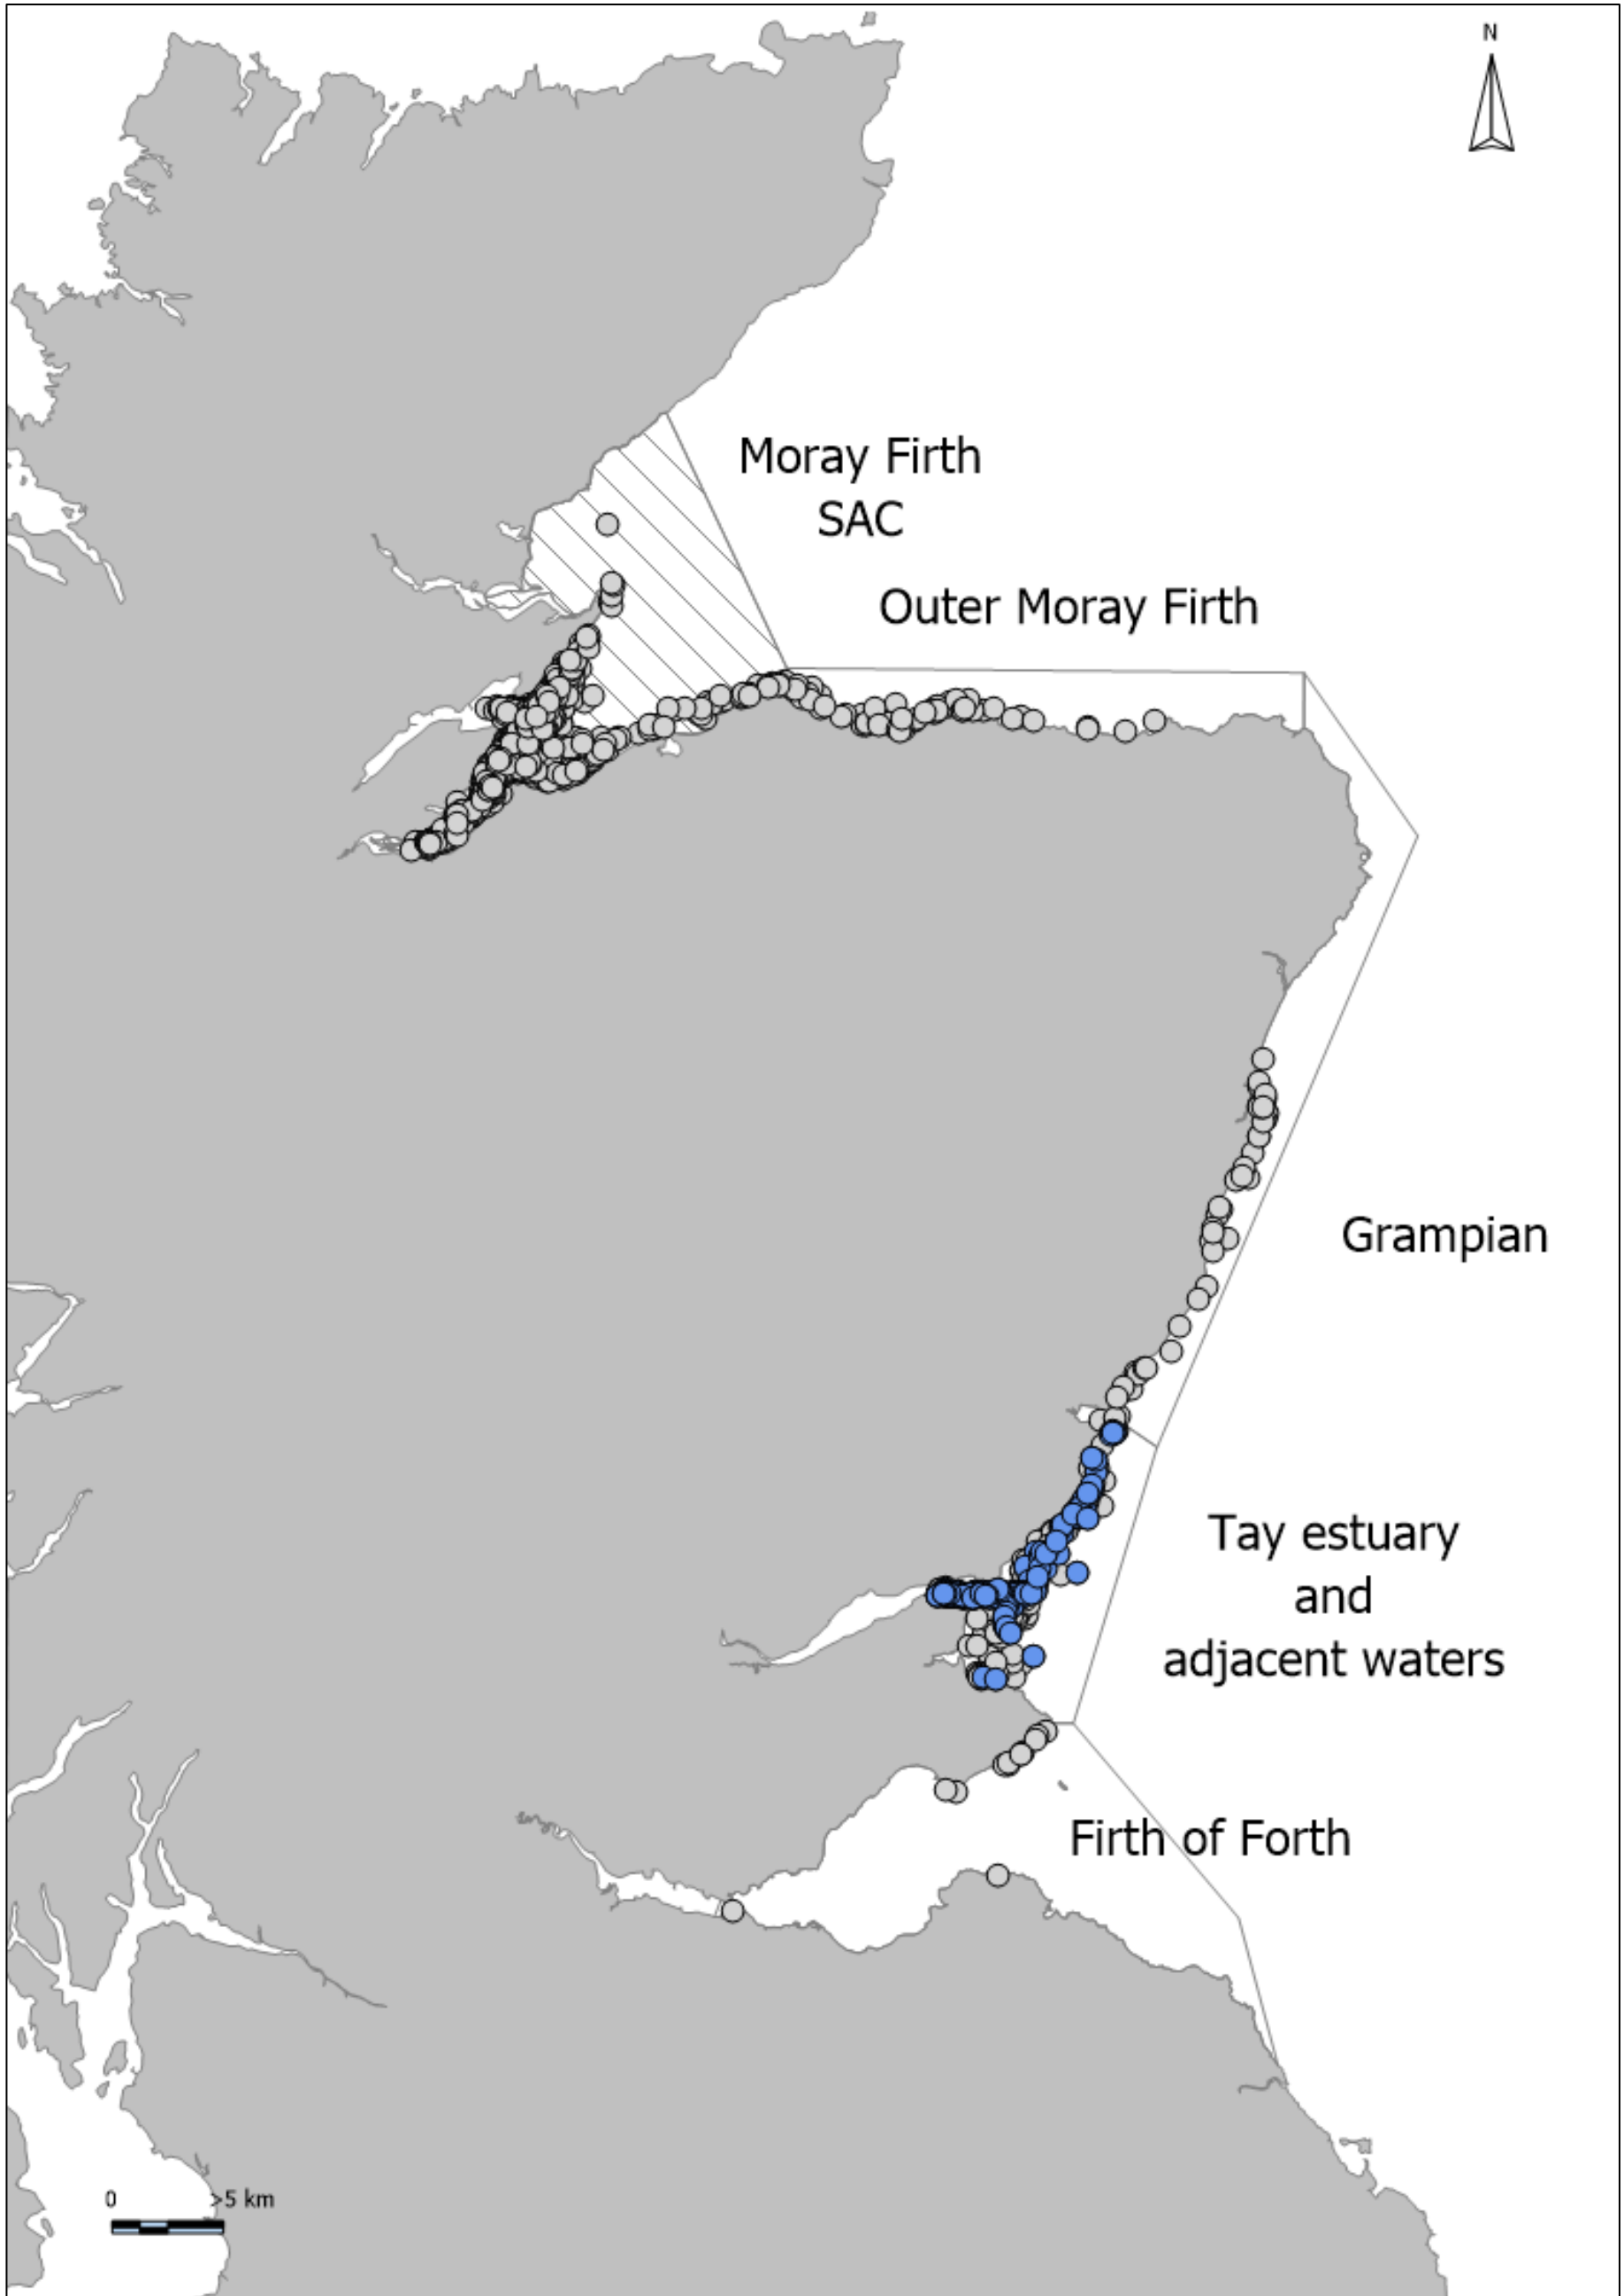 N
Moray Firth
SAC
Outer Moray Firth
Grampian
Tay estuary
and
adjacent waters
Firth of Forth
0 >5 km